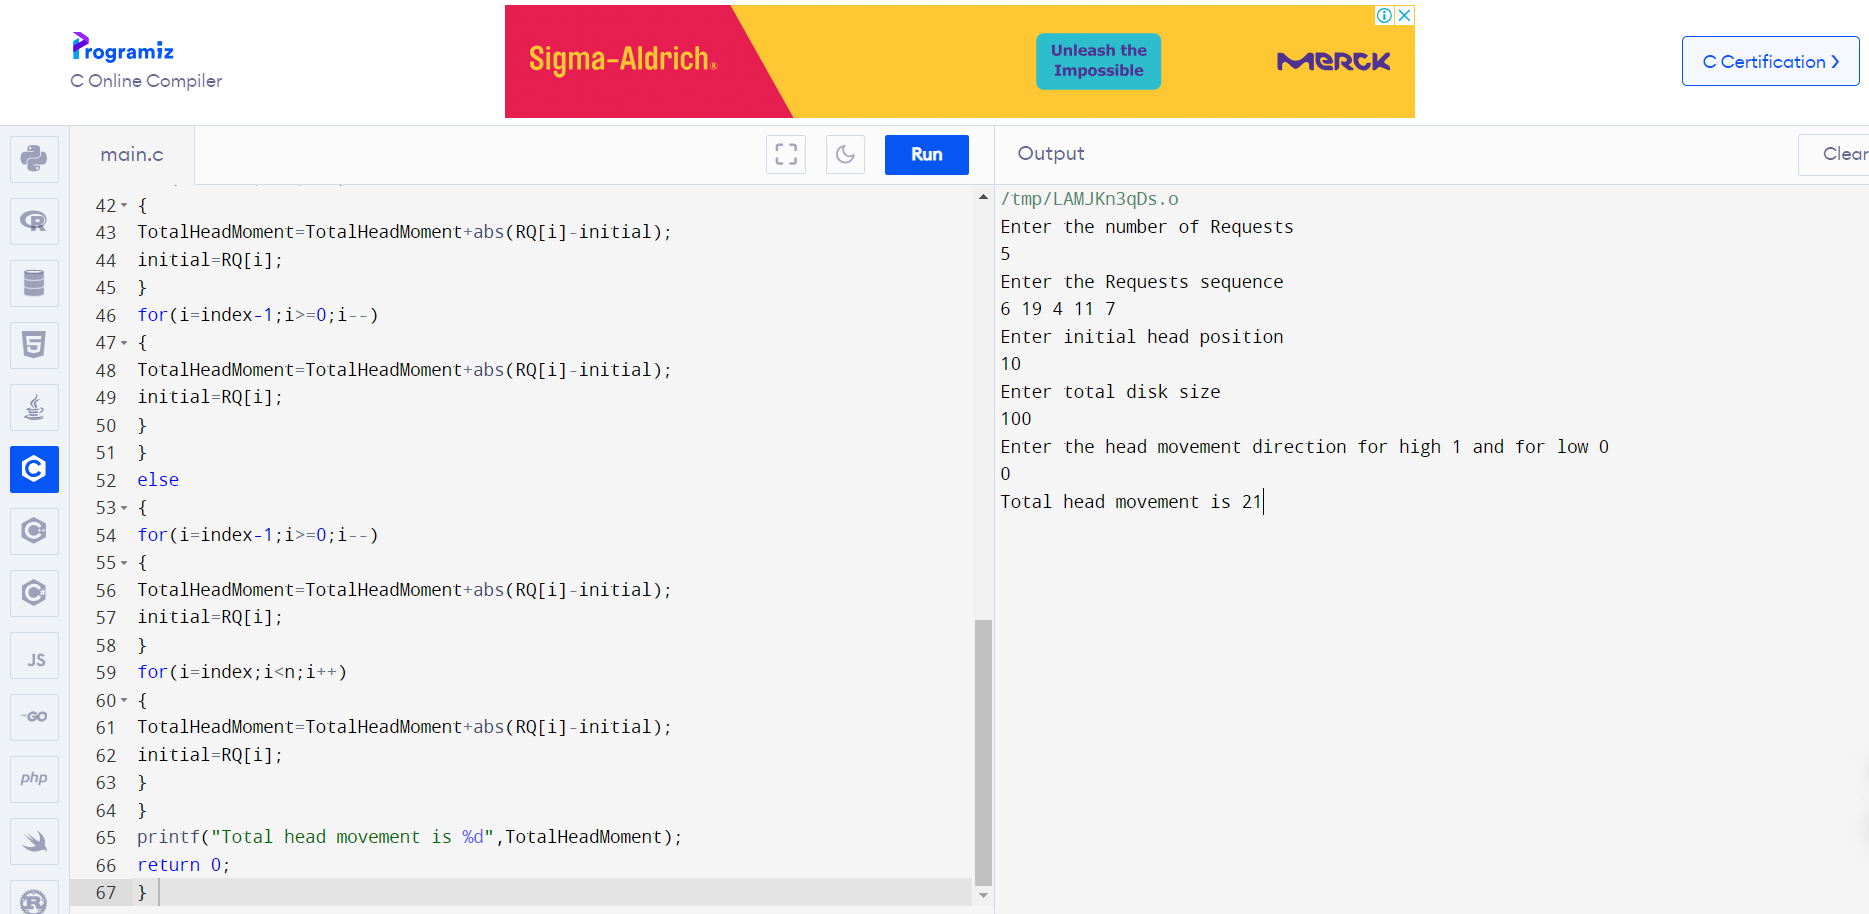 Programiz
C Online Compiler
Sigma-Aldrich®
Unleash the
Impossible
MERCK
C Certification
main.c
Run
Output
Clear
42 {
43 TotalHeadMoment=TotalHeadMoment+abs(RQ[i]-initial);
44 initial=RQ[i];
45 }
46 for(i=index-1;i>=0;i--)
47 {
48 TotalHeadMoment=TotalHeadMoment+abs(RQ[i]-initial);
49 initial=RQ[i];
50 }
51 }
52 else
53 {
54 for(i=index-1;i>=0;i--)
55 {
56 TotalHeadMoment=TotalHeadMoment+abs(RQ[i]-initial);
57 initial=RQ[i];
58 }
59 for(i=index;i<n;i++)
60 {
61 TotalHeadMoment=TotalHeadMoment+abs(RQ[i]-initial);
62 initial=RQ[i];
63 }
64 }
65 printf("Total head movement is %d",TotalHeadMoment);
66 return 0;
67 }
/tmp/LAMJKn3qDs.o
Enter the number of Requests
5
Enter the Requests sequence
6 19 4 11 7
Enter initial head position
10
Enter total disk size
100
Enter the head movement direction for high 1 and for low 0
0
Total head movement is 21
R
5
C
C
C
JS
GO
php
R